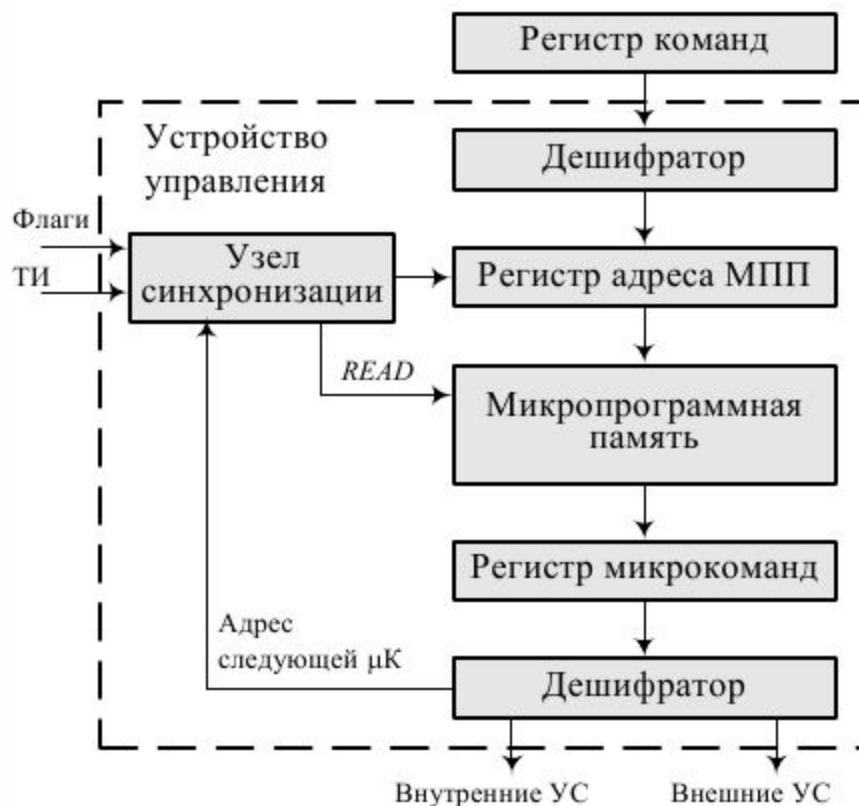 Регистр команд
Устройство
управления
Дешифратор
Флаги
ТИ
Узел
синхронизации
Регистр адреса МПП
READ
Микропрограммная
память
Регистр микрокоманд
Адрес
следующей μК
Дешифратор
Внутренние УС
Внешние УС